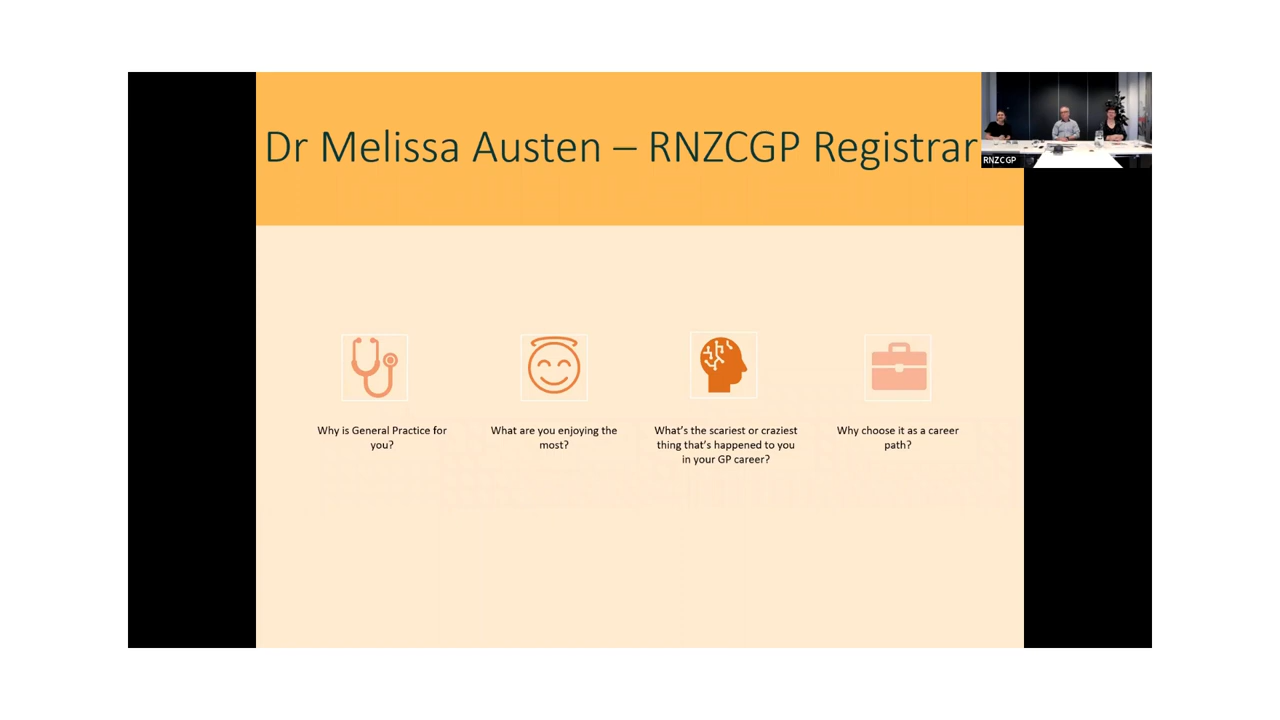 Dr Melissa Austen – RNZCGP Registrar
RNZCGP
Why is General Practice for
you?
What are you enjoying the
most?
What's the scariest or craziest
thing that's happened to you
in your GP career?
Why choose it as a career
path?